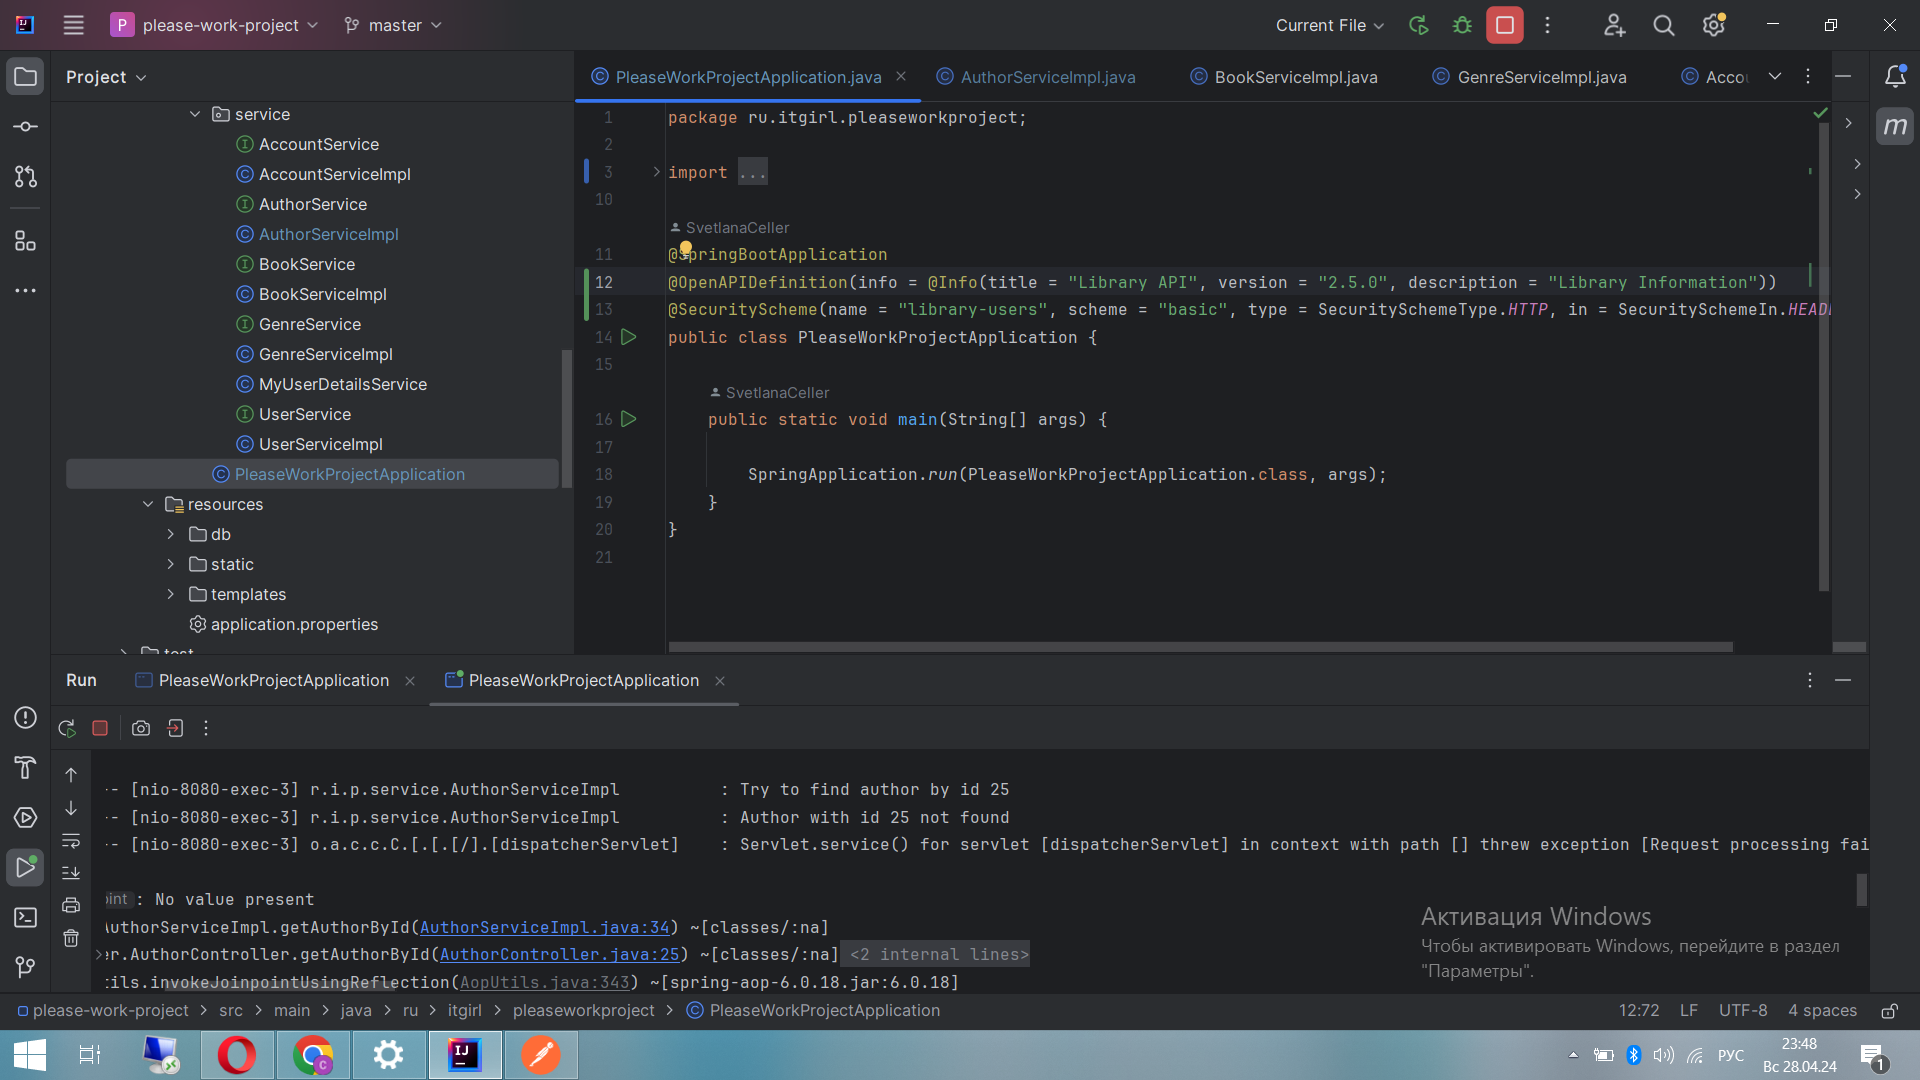 P please-work-project master Current File
Project
service
AccountService
AccountServiceImpl
AuthorService
AuthorServiceImpl
BookService
BookServiceImpl
GenreService
GenreServiceImpl
MyUserDetailsService
UserService
UserServiceImpl
PleaseWorkProjectApplication
resources
db
static
templates
application.properties
test
PleaseWorkProjectApplication.java AuthorServiceImpl.java BookServiceImpl.java GenreServiceImpl.java Accou
m
1 package ru.itgirl.pleaseworkproject;
2
3 import ...
10
SvetlanaCeller
11 @SpringBootApplication
12 @OpenAPIDefinition(info = @Info(title = "Library API", version = "2.5.0", description = "Library Information"))
13 @SecurityScheme(name = "library-users", scheme = "basic", type = SecuritySchemeType.HTTP, in = SecuritySchemeIn.HEAD
14 public class PleaseWorkProjectApplication {
15
SvetlanaCeller
16 public static void main(String[] args) {
17
18 SpringApplication.run(PleaseWorkProjectApplication.class, args);
19 }
20 }
21
Run PleaseWorkProjectApplication PleaseWorkProjectApplication
-- [nio-8080-exec-3] r.i.p.service.AuthorServiceImpl : Try to find author by id 25
-- [nio-8080-exec-3] r.i.p.service.AuthorServiceImpl : Author with id 25 not found
-- [nio-8080-exec-3] o.a.c.c.C.[.[.[/].[dispatcherServlet] : Servlet.service() for servlet [dispatcherServlet] in context with path [] threw exception [Request processing fai
oint : No value present
AuthorServiceImpl.getAuthorById(AuthorServiceImpl.java:34) ~[classes/:na]
er.AuthorController.getAuthorById(AuthorController.java:25) ~[classes/:na] <2 internal lines>
tils.invokeJoinpointUsingReflection(AopUtils.java:343) ~[spring-aop-6.0.18.jar:6.0.18]
Активация Windows
Чтобы активировать Windows, перейдите в раздел
"Параметры".
please-work-project > src > main > java > ru > itgirl > pleaseworkproject > PleaseWorkProjectApplication 12:72 LF UTF-8 4 spaces
РУС
23:48
Вс 28.04.24
1